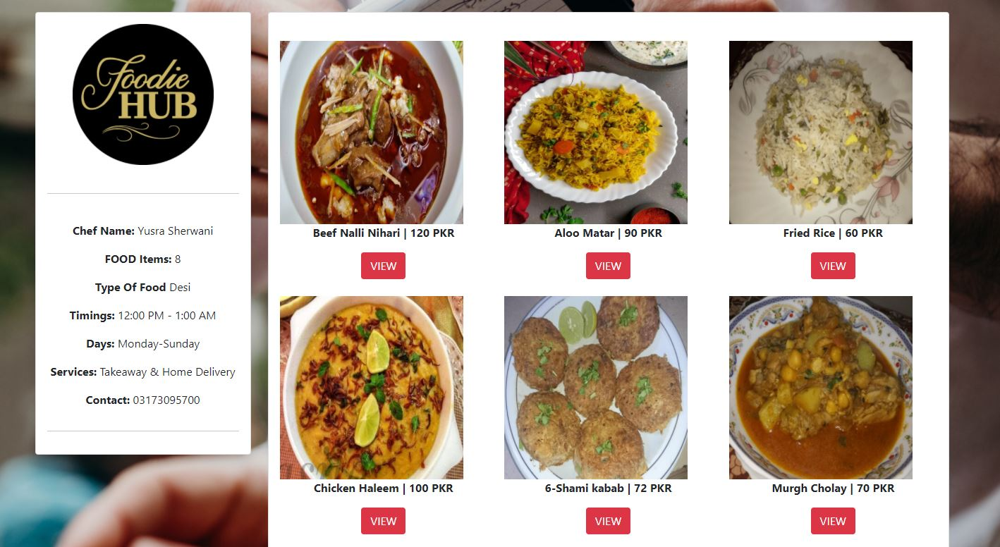 Foodie
HUB
Chef Name: Yusra Sherwani
FOOD Items: 8
Type Of Food Desi
Timings: 12:00 PM - 1:00 AM
Days: Monday-Sunday
Services: Takeaway & Home Delivery
Contact: 03173095700
Beef Nalli Nihari | 120 PKR
VIEW
Aloo Matar | 90 PKR
VIEW
Fried Rice | 60 PKR
VIEW
Chicken Haleem | 100 PKR
VIEW
6-Shami kabab | 72 PKR
VIEW
Murgh Cholay | 70 PKR
VIEW